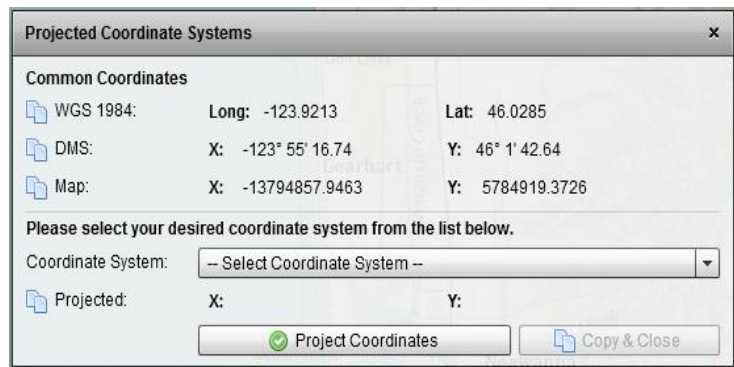 Projected Coordinate Systems ×
Common Coordinates
WGS 1984: Long: -123.9213 Lat: 46.0285
DMS: X: -123° 55' 16.74 Y: 46° 1' 42.64
Gearhart
Map: X: -13794857.9463 Y: 5784919.3726
Please select your desired coordinate system from the list below.
Coordinate System: -- Select Coordinate System --
Projected: X: Y:
Project Coordinates Copy & Close